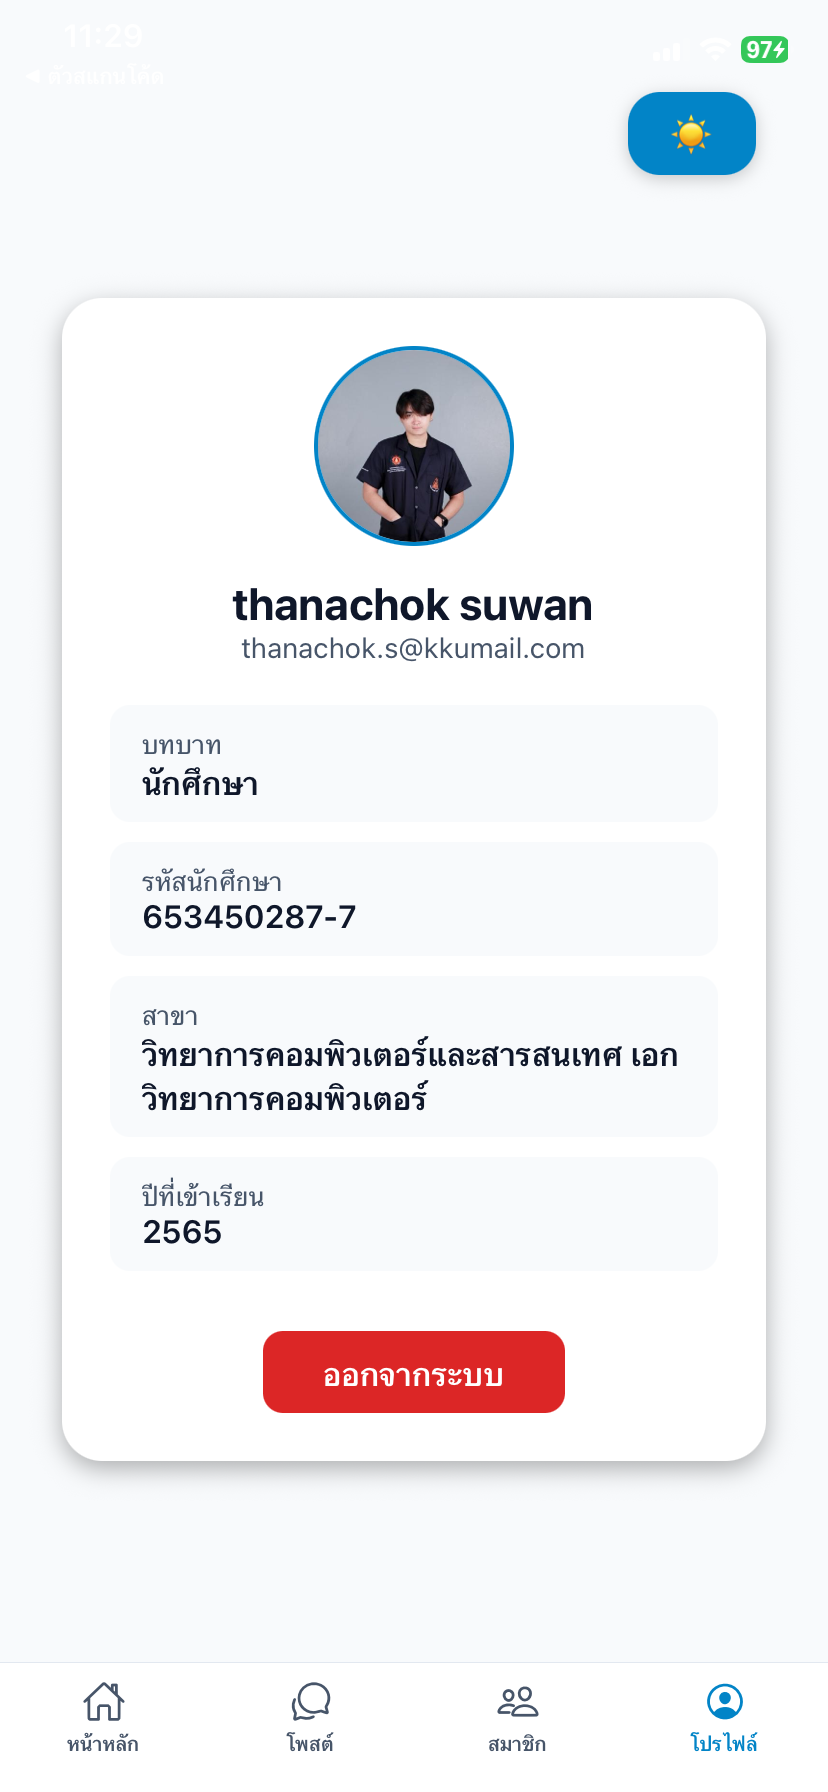 11:29
97
◀ ตัวสแกนโค้ด
thanachok suwan
thanachok.s@kkumail.com
บทบาท
นักศึกษา
รหัสนักศึกษา
653450287-7
สาขา
วิทยาการคอมพิวเตอร์และสารสนเทศ เอก
วิทยาการคอมพิวเตอร์
ปีที่เข้าเรียน
2565
ออกจากระบบ
หน้าหลัก
โพสต์
สมาชิก
โปรไฟล์